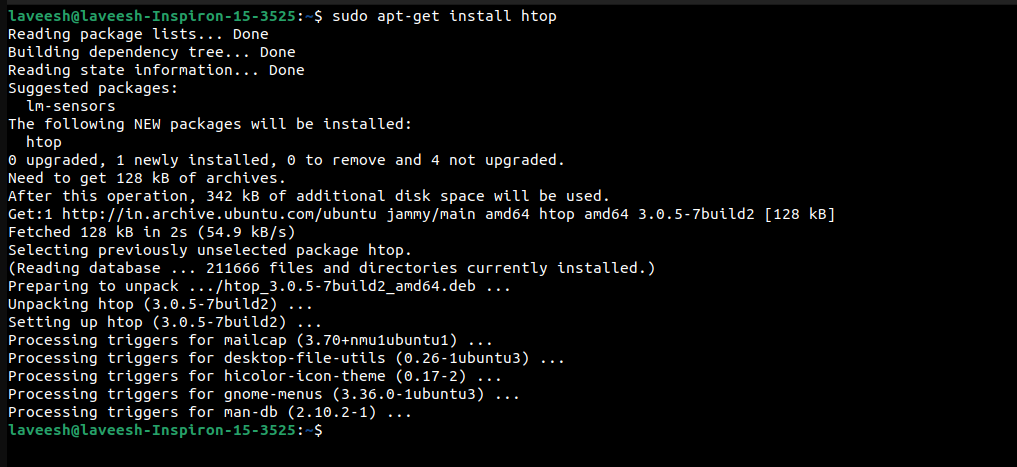 laveesh@laveesh-Inspiron-15-3525:~$ sudo apt-get install htop
Reading package lists... Done
Building dependency tree... Done
Reading state information... Done
Suggested packages:
  lm-sensors
The following NEW packages will be installed:
  htop
0 upgraded, 1 newly installed, 0 to remove and 4 not upgraded.
Need to get 128 kB of archives.
After this operation, 342 kB of additional disk space will be used.
Get:1 http://in.archive.ubuntu.com/ubuntu jammy/main amd64 htop amd64 3.0.5-7build2 [128 kB]
Fetched 128 kB in 2s (54.9 kB/s)
Selecting previously unselected package htop.
(Reading database ... 211666 files and directories currently installed.)
Preparing to unpack .../htop_3.0.5-7build2_amd64.deb ...
Unpacking htop (3.0.5-7build2) ...
Setting up htop (3.0.5-7build2) ...
Processing triggers for mailcap (3.70+nmu1ubuntu1) ...
Processing triggers for desktop-file-utils (0.26-1ubuntu3) ...
Processing triggers for hicolor-icon-theme (0.17-2) ...
Processing triggers for gnome-menus (3.36.0-1ubuntu3) ...
Processing triggers for man-db (2.10.2-1) ...
laveesh@laveesh-Inspiron-15-3525:~$